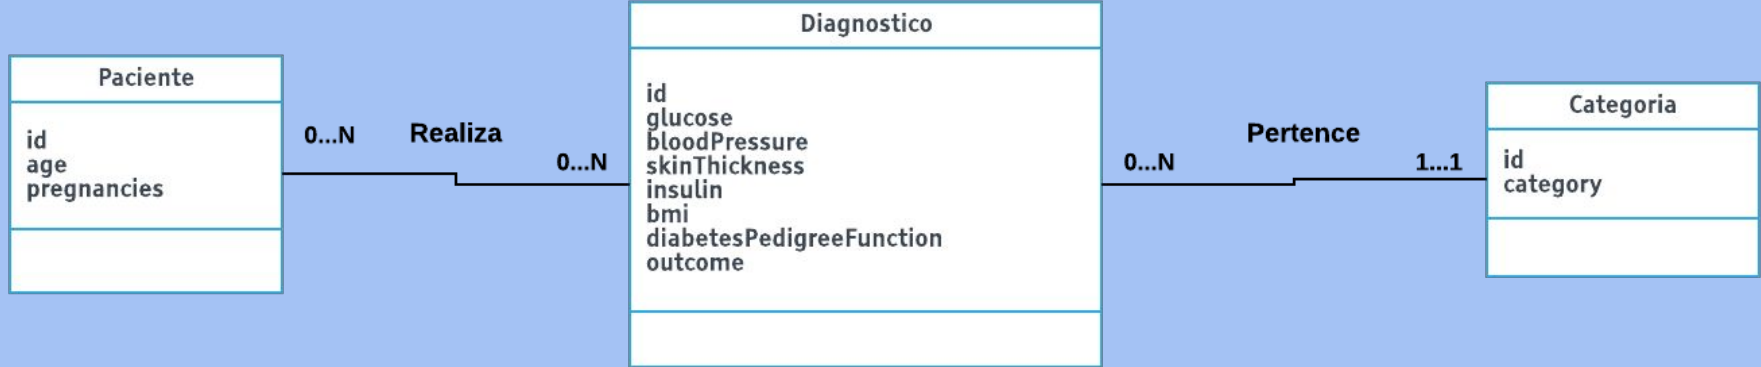 Paciente
id
age
pregnancies
0...N
Realiza
0...N
Diagnostico
id
glucose
bloodPressure
skinThickness
insulin
bmi
diabetesPedigreeFunction
outcome
0...N
Pertence
1...1
Categoria
id
category